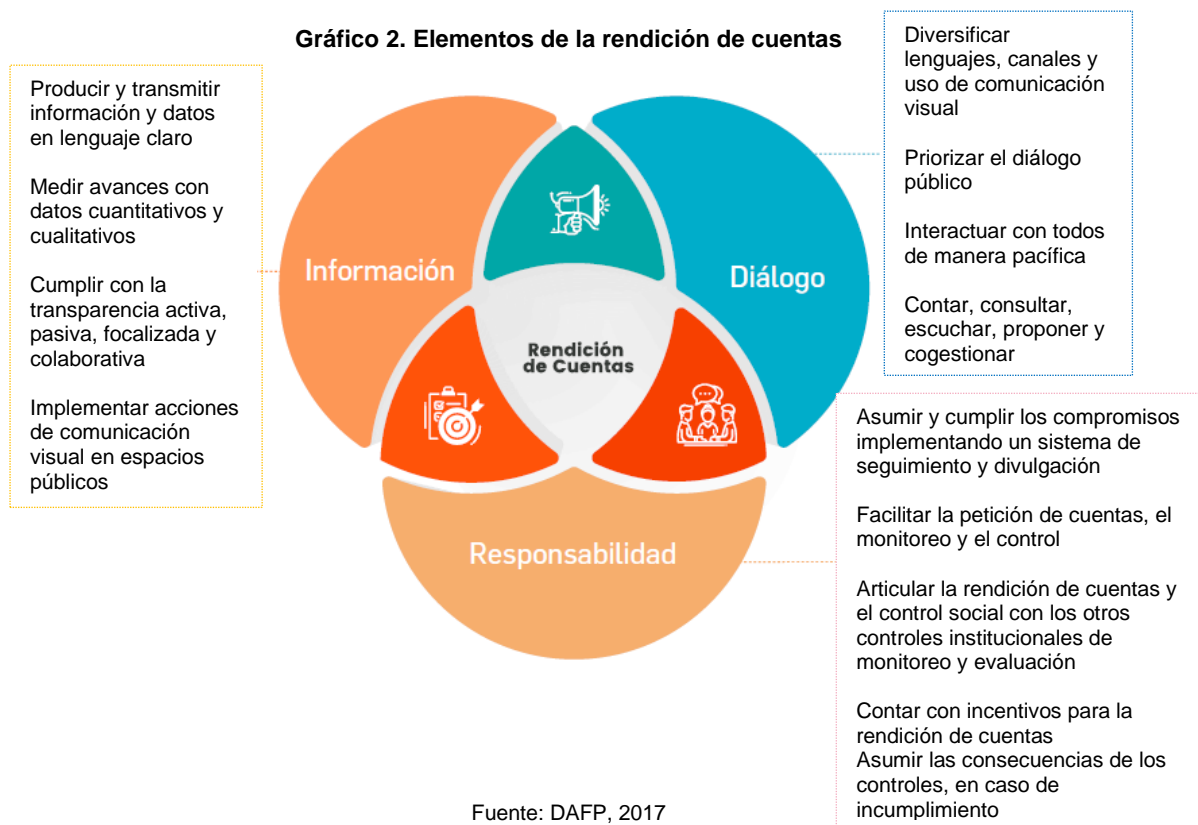 Gráfico 2. Elementos de la rendición de cuentas
Producir y transmitir
información y datos
en lenguaje claro
Medir avances con
datos cuantitativos y
cualitativos
Cumplir con la
transparencia activa,
pasiva, focalizada y
colaborativa
Implementar acciones
de comunicación
visual en espacios
públicos
Información
Diálogo
Rendición
de Cuentas
Responsabilidad
Diversificar
lenguajes, canales y
uso de comunicación
visual
Priorizar el diálogo
público
Interactuar con todos
de manera pacífica
Contar, consultar,
escuchar, proponer y
cogestionar
Asumir y cumplir los compromisos
implementando un sistema de
seguimiento y divulgación
Facilitar la petición de cuentas, el
monitoreo y el control
Articular la rendición de cuentas y
el control social con los otros
controles institucionales de
monitoreo y evaluación
Contar con incentivos para la
rendición de cuentas
Asumir las consecuencias de los
controles, en caso de
incumplimiento
Fuente: DAFP, 2017